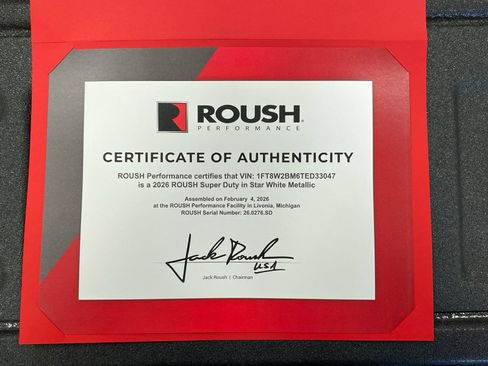 ROUSH
PERFORMANCE
CERTIFICATE OF AUTHENTICITY
ROUSH Performance certifies that VIN: 1FT8W2BM6TED33047
is a 2026 ROUSH Super Duty in Star White Metallic
Assembled on February 4, 2026
at the ROUSH Performance Facility in Livonia, Michigan
ROUSH Serial Number: 26.0276.SD
Jack Roush
USA
Jack Roush | Chairman